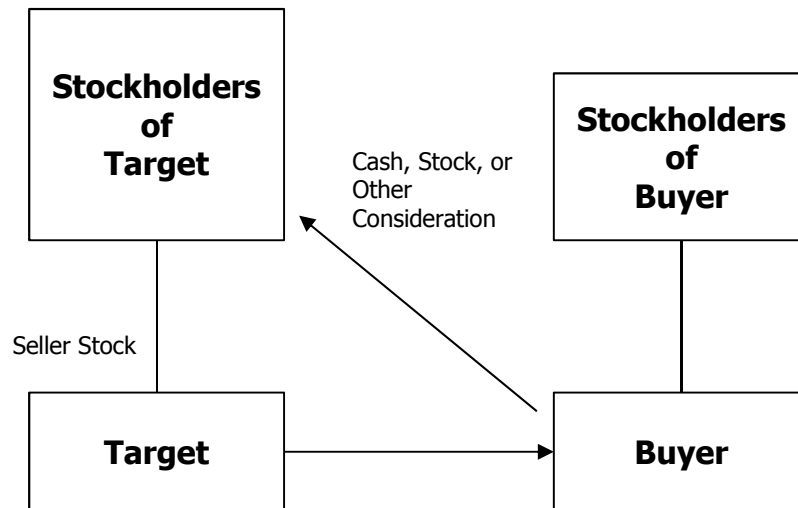 Stockholders
of
Target
Stockholders
of
Buyer
Cash, Stock, or
Other
Consideration
Seller Stock
Target
Buyer